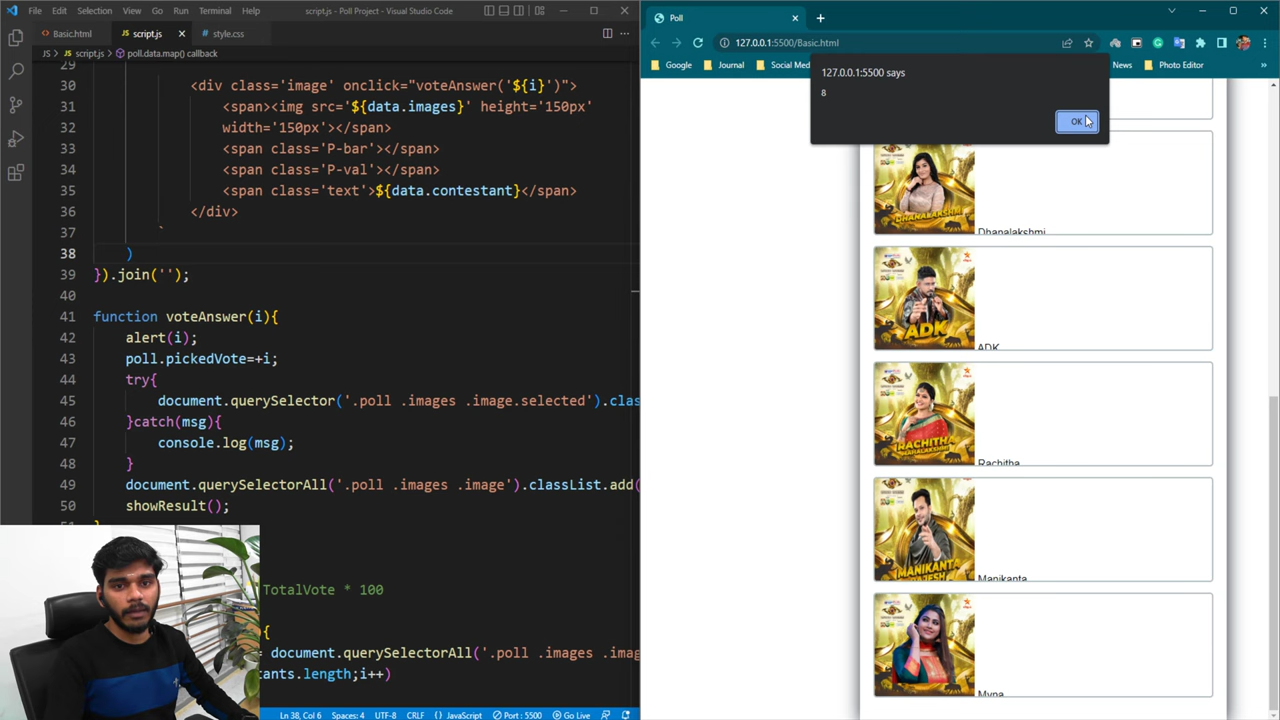 File Edit Selection View Go Run Terminal Help script.js - Poll Project - Visual Studio Code
Basic.html script.js style.css
JS > script.js > poll.data.map() callback
29
30 <div class='image' onclick="voteAnswer('${i}')">
31 <span><img src='${data.images}' height='150px'
32 width='150px'></span>
33 <span class='P-bar'></span>
34 <span class='P-val'></span>
35 <span class='text'>${data.contestant}</span>
36 </div>
37 `
38 )
39 }).join('');
40
41 function voteAnswer(i){
42 alert(i);
43 poll.pickedVote=+i;
44 try{
45 document.querySelector('.poll .images .image.selected').clas
46 }catch(msg){
47 console.log(msg);
48 }
49 document.querySelectorAll('.poll .images .image').classList.add(
50 showResult();
TotalVote * 100
{
= document.querySelectorAll('.poll .images .ima
tants.length;i++)
Ln 38, Col 6 Spaces: 4 UTF-8 CRLF {} JavaScript Port : 5500 Go Live
Poll
127.0.0.1:5500/Basic.html
Google Journal Social Med News Photo Editor »
127.0.0.1:5500 says
8
OK
DHANALAKSHMI
Dhanalakshmi
ADK
ADK
RACHITHA
MAHALAKSHMI
Rachitha
MANIKANTA
RAJESH
Manikanta
Myna